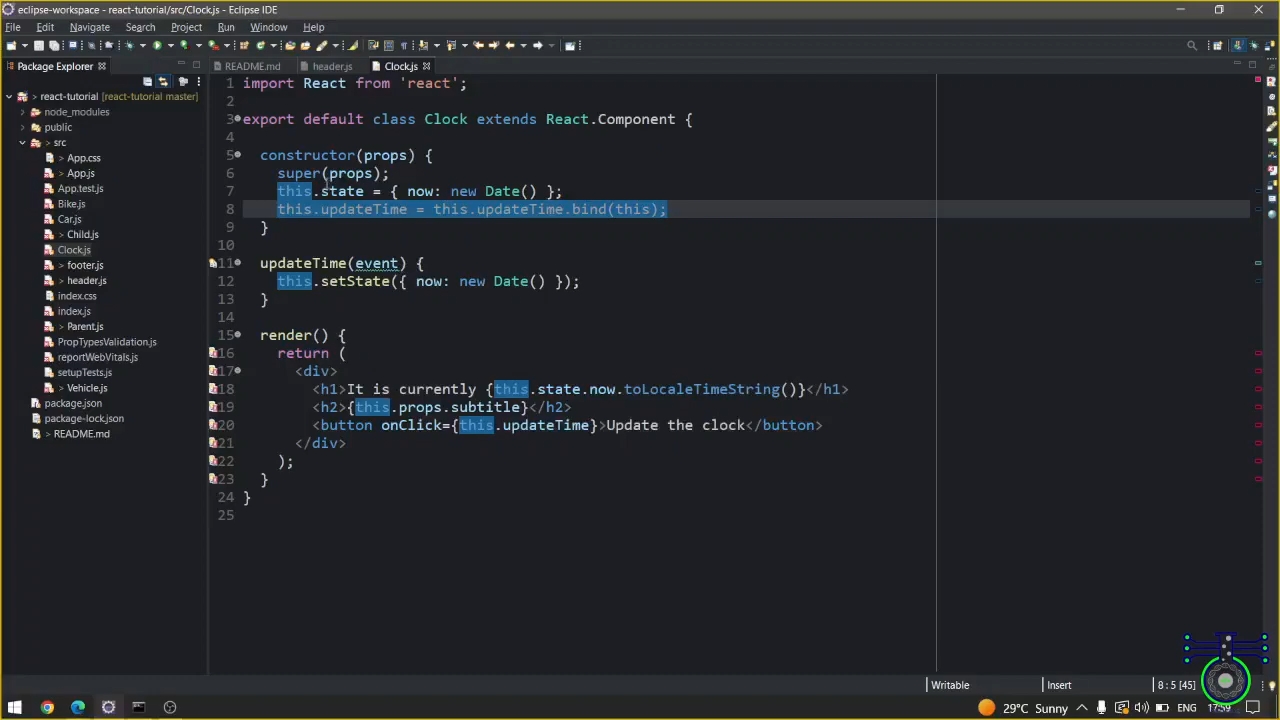 eclipse-workspace - react-tutorial/src/Clock.js - Eclipse IDE
File Edit Navigate Search Project Run Window Help
Package Explorer
README.md header.js Clock.js
> react-tutorial [react-tutorial master]
node_modules
public
> src
> App.css
> App.js
App.test.js
Bike.js
Car.js
> Child.js
Clock.js
> footer.js
> header.js
index.css
index.js
> Parent.js
PropTypesValidation.js
reportWebVitals.js
setupTests.js
> Vehicle.js
package.json
package-lock.json
> README.md
1 import React from 'react';
2
3 export default class Clock extends React.Component {
4
5 constructor(props) {
6 super(props);
7 this.state = { now: new Date() };
8 this.updateTime = this.updateTime.bind(this);
9 }
10
11 updateTime(event) {
12 this.setState({ now: new Date() });
13 }
14
15 render() {
16 return (
17 <div>
18 <h1>It is currently {this.state.now.toLocaleTimeString()}</h1>
19 <h2>{this.props.subtitle}</h2>
20 <button onClick={this.updateTime}>Update the clock</button>
21 </div>
22 );
23 }
24 }
25
Writable Insert 8 : 5 [45]
29°C Sunny ENG 17:59